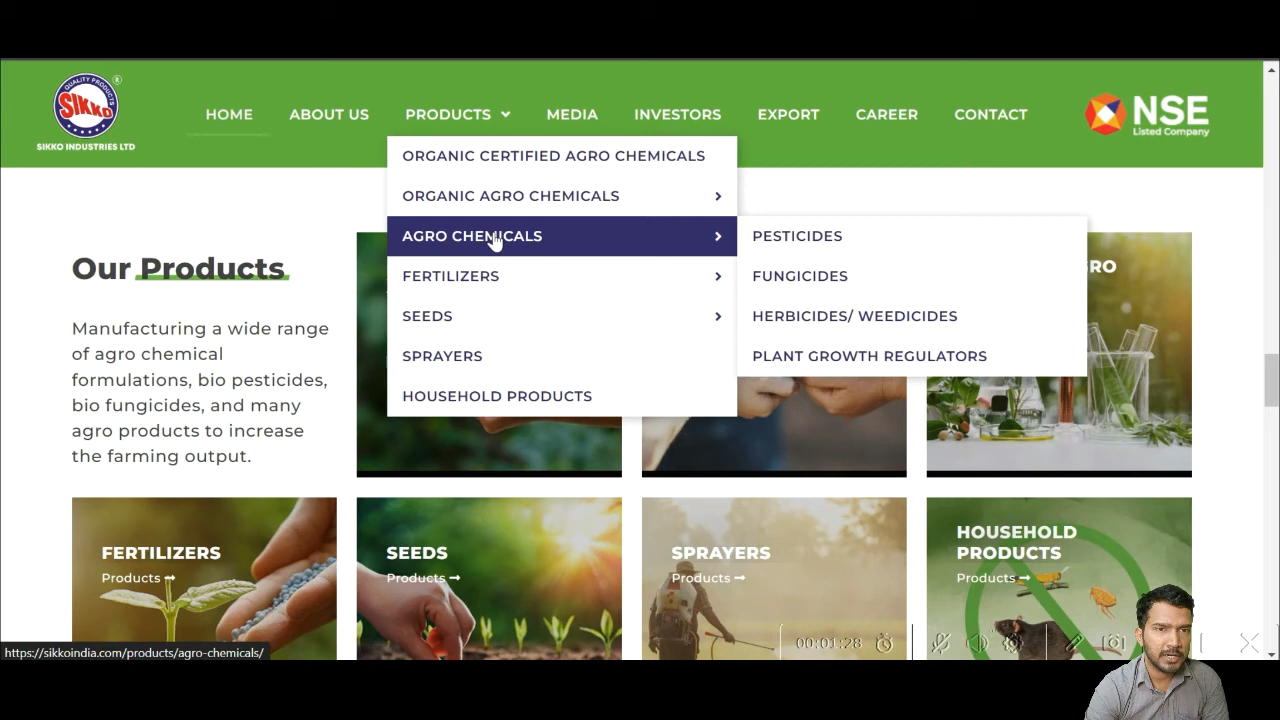 QUALITY PRODUCTS
®
SIKKO
SIKKO INDUSTRIES LTD
HOME
ABOUT US
PRODUCTS
MEDIA
INVESTORS
EXPORT
CAREER
CONTACT
NSE
Listed Company
ORGANIC CERTIFIED AGRO CHEMICALS
ORGANIC AGRO CHEMICALS
AGRO CHEMICALS
FERTILIZERS
SEEDS
SPRAYERS
HOUSEHOLD PRODUCTS
PESTICIDES
FUNGICIDES
HERBICIDES/ WEEDICIDES
PLANT GROWTH REGULATORS
RO
Our Products
Manufacturing a wide range
of agro chemical
formulations, bio pesticides,
bio fungicides, and many
agro products to increase
the farming output.
FERTILIZERS
Products
SEEDS
Products
SPRAYERS
Products
HOUSEHOLD
PRODUCTS
Products
00:01:28
https://sikkoindia.com/products/agro-chemicals/